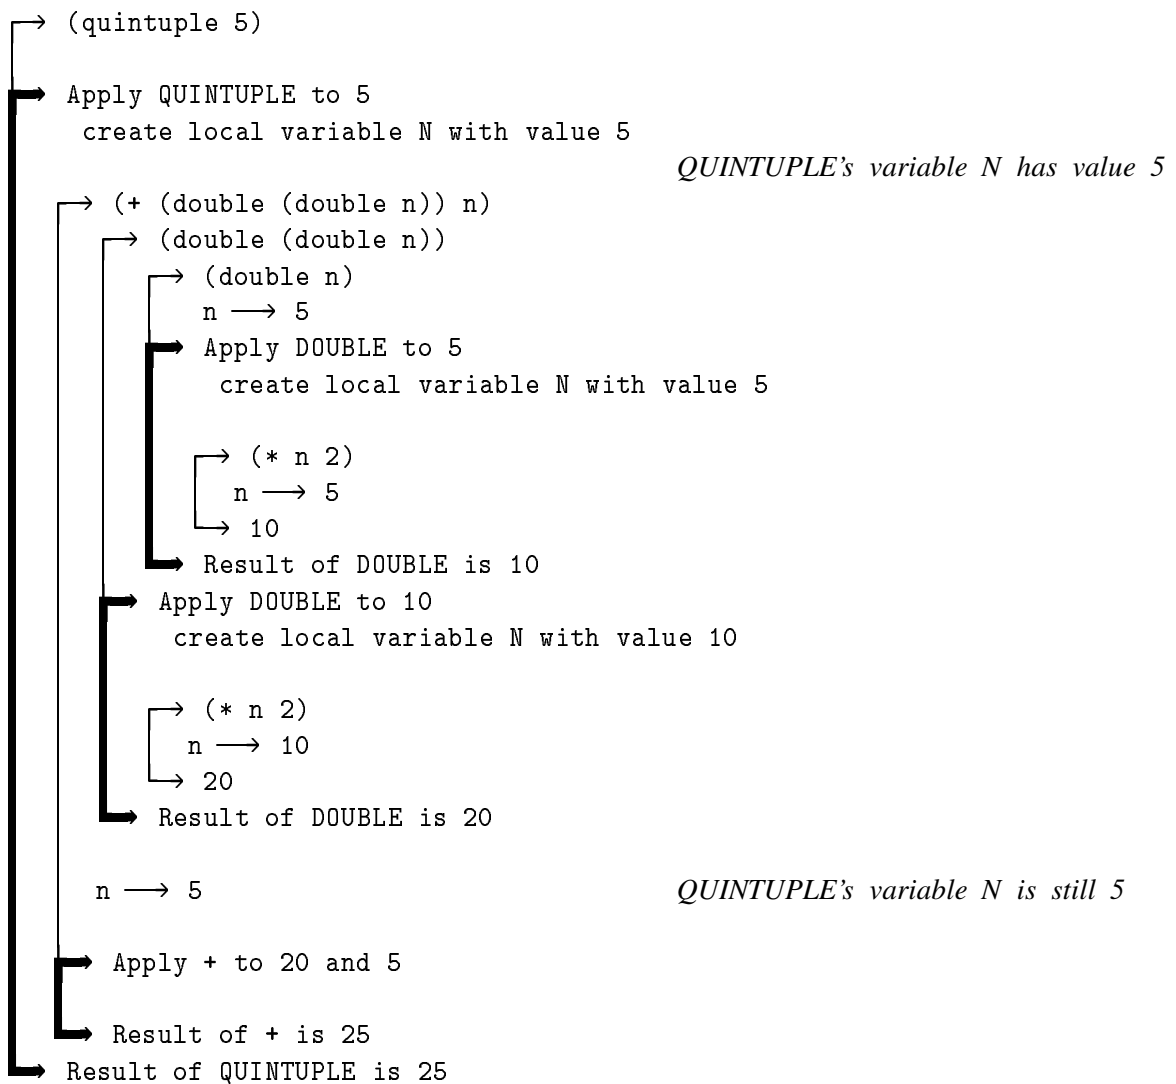 (quintuple 5)
Apply QUINTUPLE to 5
create local variable N with value 5
QUINTUPLE's variable N has value 5
(+ (double (double n)) n)
(double (double n))
(double n)
n ⟶ 5
Apply DOUBLE to 5
create local variable N with value 5
(* n 2)
n ⟶ 5
10
Result of DOUBLE is 10
Apply DOUBLE to 10
create local variable N with value 10
(* n 2)
n ⟶ 10
20
Result of DOUBLE is 20
n ⟶ 5 QUINTUPLE's variable N is still 5
Apply + to 20 and 5
Result of + is 25
Result of QUINTUPLE is 25